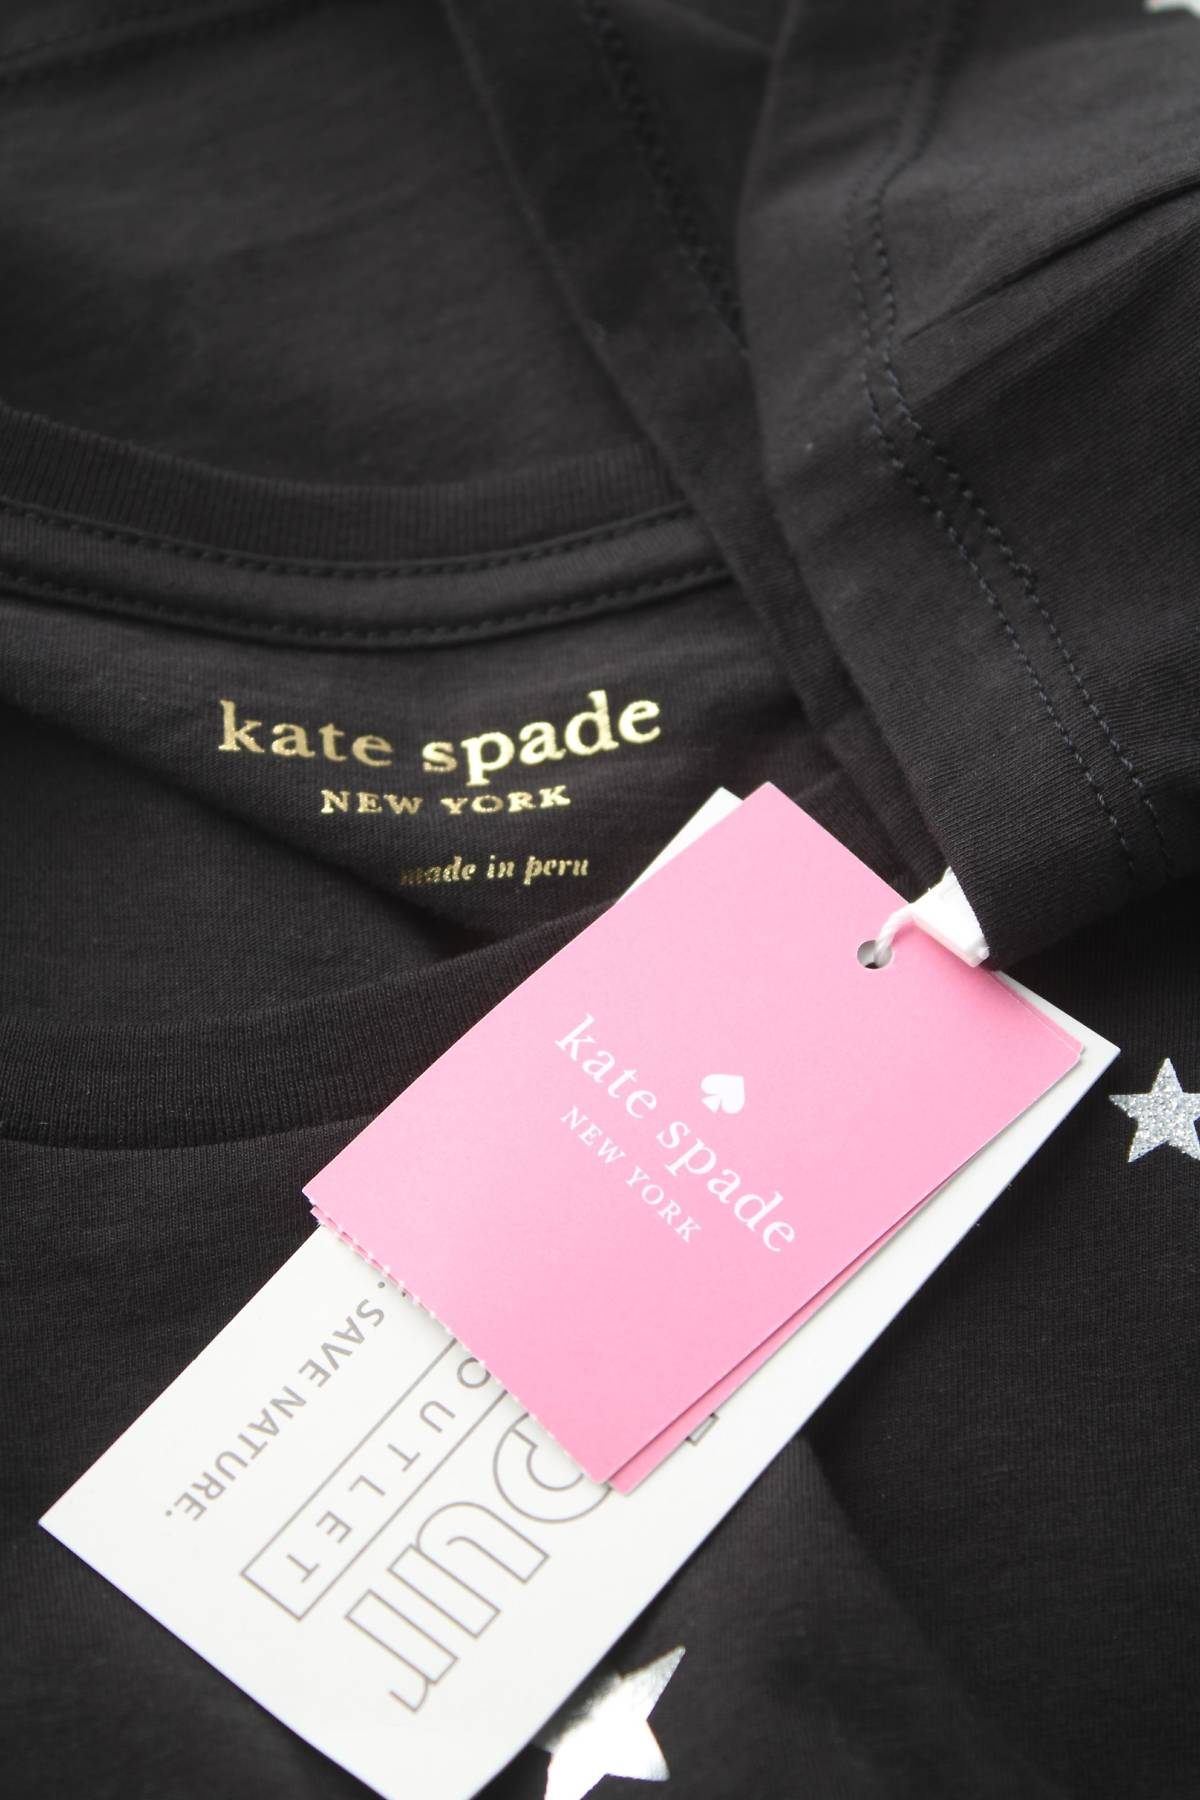 kate spade
NEW YORK
made in peru
kate spade
NEW YORK
SAVE NATURE.
OUTLET